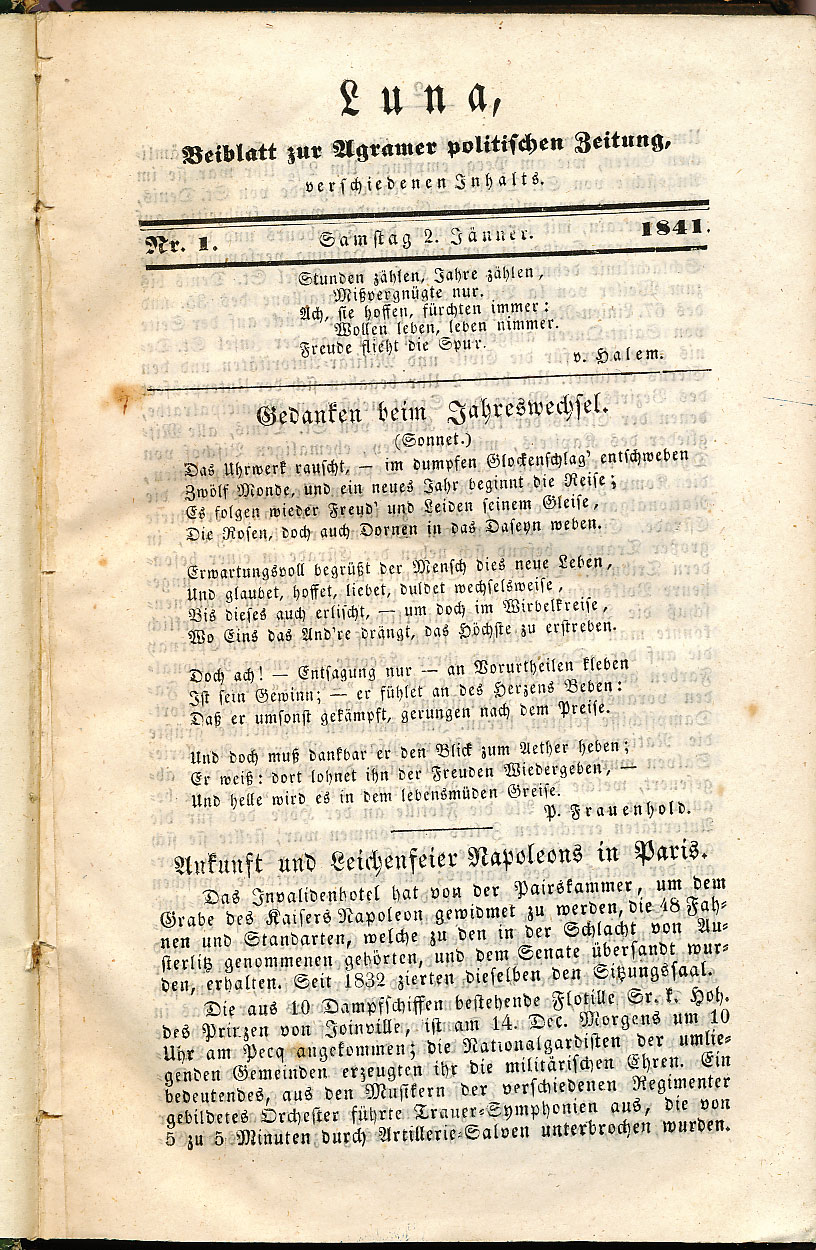 Luna,
Beiblatt zur Agramer politischen Zeitung,
verschiedenen Inhalts.
Nr. 1. Samstag 2. Jänner. 1841.
Stunden zählen, Jahre zählen,
Mißvergnügte nur.
Ach, sie hoffen, fürchten immer:
Wollen leben, leben nimmer.
Freude flieht die Spur.
v. Halem.
Gedanken beim Jahreswechsel.
(Sonnet.)
Das Uhrwerk rauscht, — im dumpfen Glockenschlag' entschweben
Zwölf Monde, und ein neues Jahr beginnt die Reise;
Es folgen wieder Freud' und Leiden seinem Gleise,
Die Rosen, doch auch Dornen in das Daseyn weben.
Erwartungsvoll begrüßt der Mensch dies neue Leben,
Und glaubet, hoffet, liebet, duldet wechselsweise,
Bis dieses auch erlischt, — um doch im Wirbelkreise,
Wo Eins das And're drängt, das Höchste zu erstreben.
Doch ach! — Entsagung nur — an Vorurtheilen kleben
Ist sein Gewinn; — er fühlet an des Herzens Beben:
Daß er umsonst gekämpft, gerungen nach dem Preise.
Und doch muß dankbar er den Blick zum Aether heben;
Er weiß: dort lohnet ihn der Freuden Wiedergeben, —
Und helle wird es in dem lebensmüden Greise.
P. Frauenhold.
Ankunft und Leichenfeier Napoleons in Paris.
Das Invalidenhotel hat von der Pairskammer, um dem
Grabe des Kaisers Napoleon gewidmet zu werden, die 48 Fah-
nen und Standarten, welche zu den in der Schlacht von Au-
sterlitz genommenen gehörten, und dem Senate übersandt wur-
den, erhalten. Seit 1832 zierten dieselben den Sitzungssaal.
Die aus 10 Dampfschiffen bestehende Flotille Sr. k. Hoh.
des Prinzen von Joinville, ist am 14. Dec. Morgens um 10
Uhr am Pecq angekommen; die Nationalgardisten der umlie-
genden Gemeinden erzeugten ihr die militärischen Ehren. Ein
bedeutendes, aus den Musikern der verschiedenen Regimenter
gebildetes Orchester führte Trauer-Symphonien aus, die von
5 zu 5 Minuten durch Artillerie-Salven unterbrochen wurden.